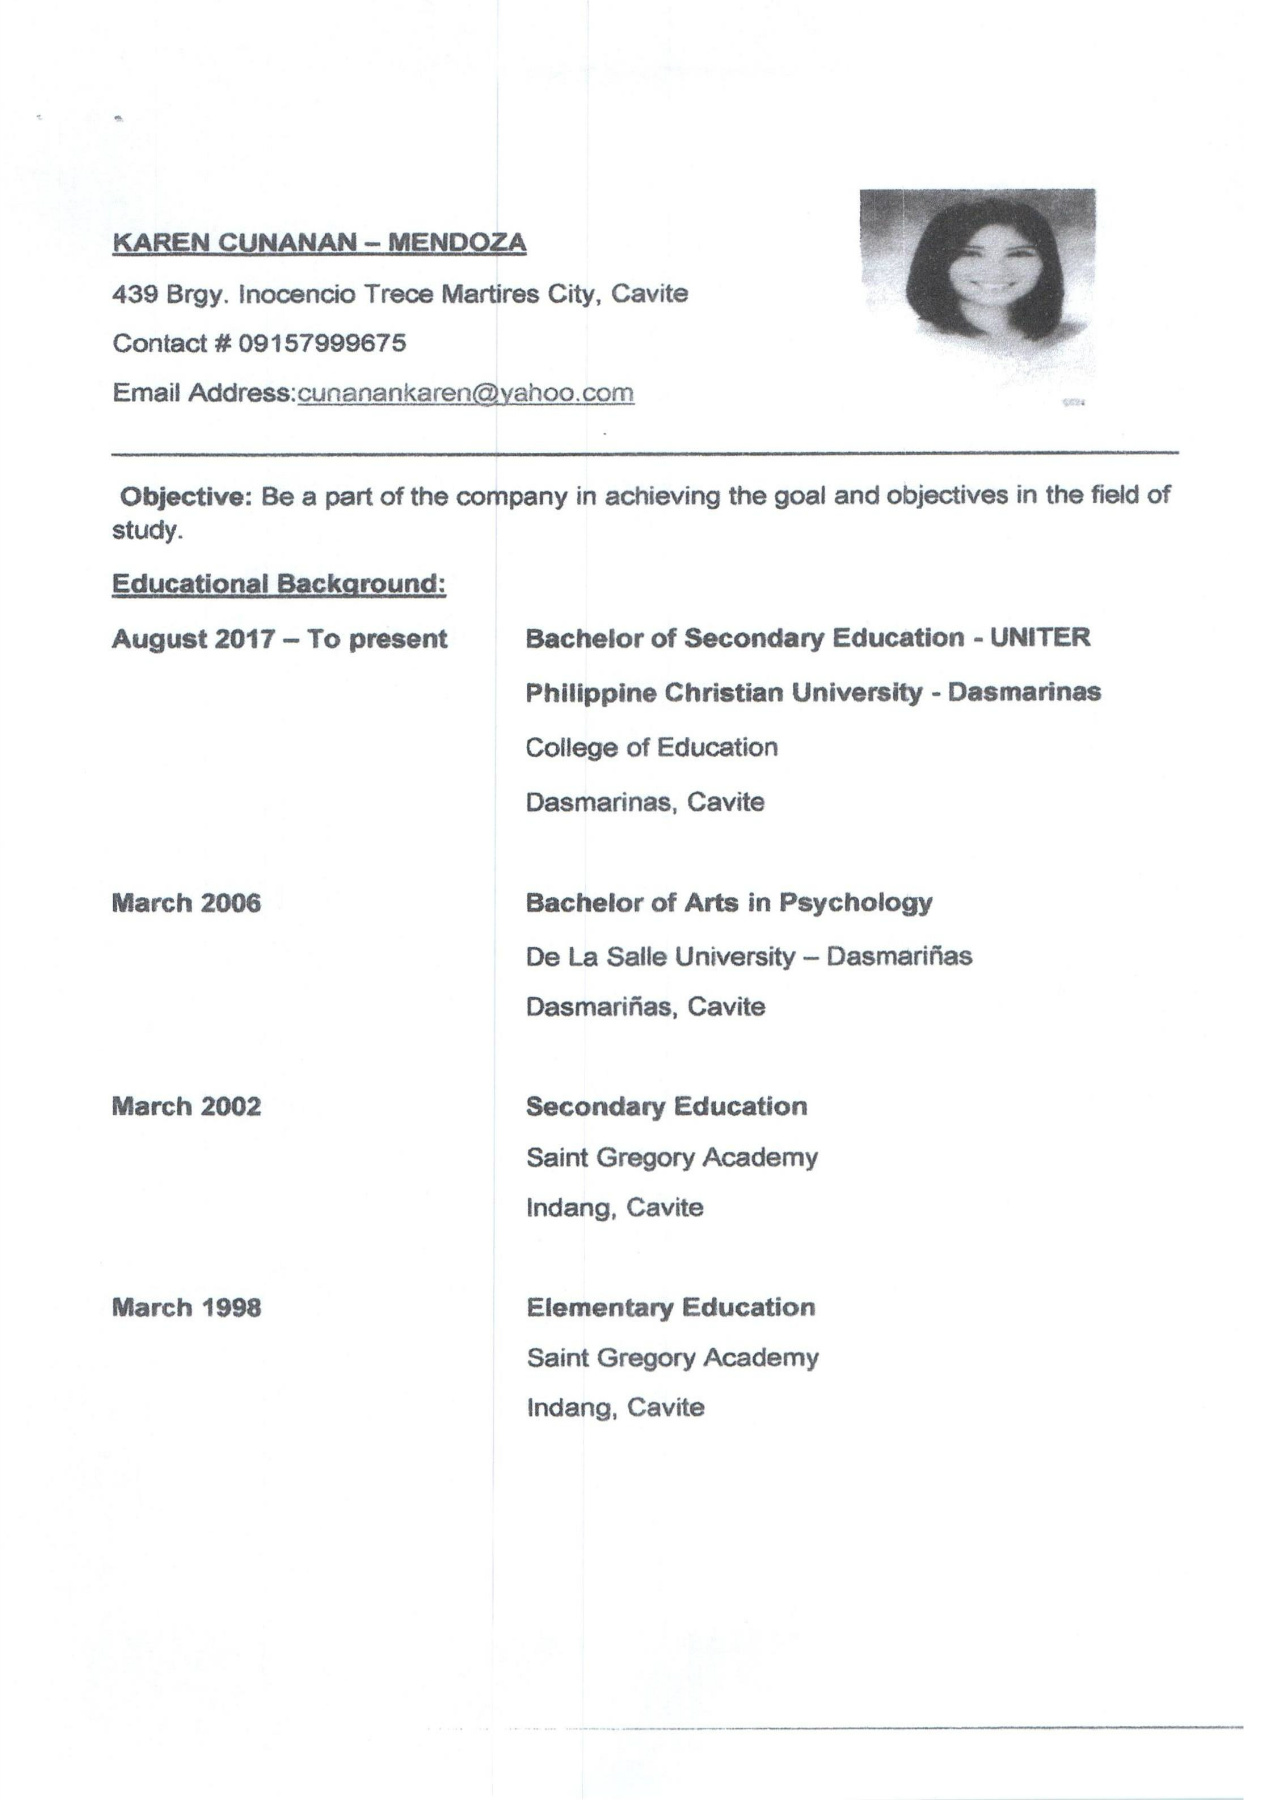 KAREN CUNANAN – MENDOZA
439 Brgy. Inocencio Trece Martires City, Cavite
Contact # 09157999675
Email Address:cunanankaren@yahoo.com
Objective: Be a part of the company in achieving the goal and objectives in the field of
study.
Educational Background:
August 2017 – To present Bachelor of Secondary Education - UNITER
Philippine Christian University - Dasmarinas
College of Education
Dasmarinas, Cavite
March 2006 Bachelor of Arts in Psychology
De La Salle University – Dasmariñas
Dasmariñas, Cavite
March 2002 Secondary Education
Saint Gregory Academy
Indang, Cavite
March 1998 Elementary Education
Saint Gregory Academy
Indang, Cavite